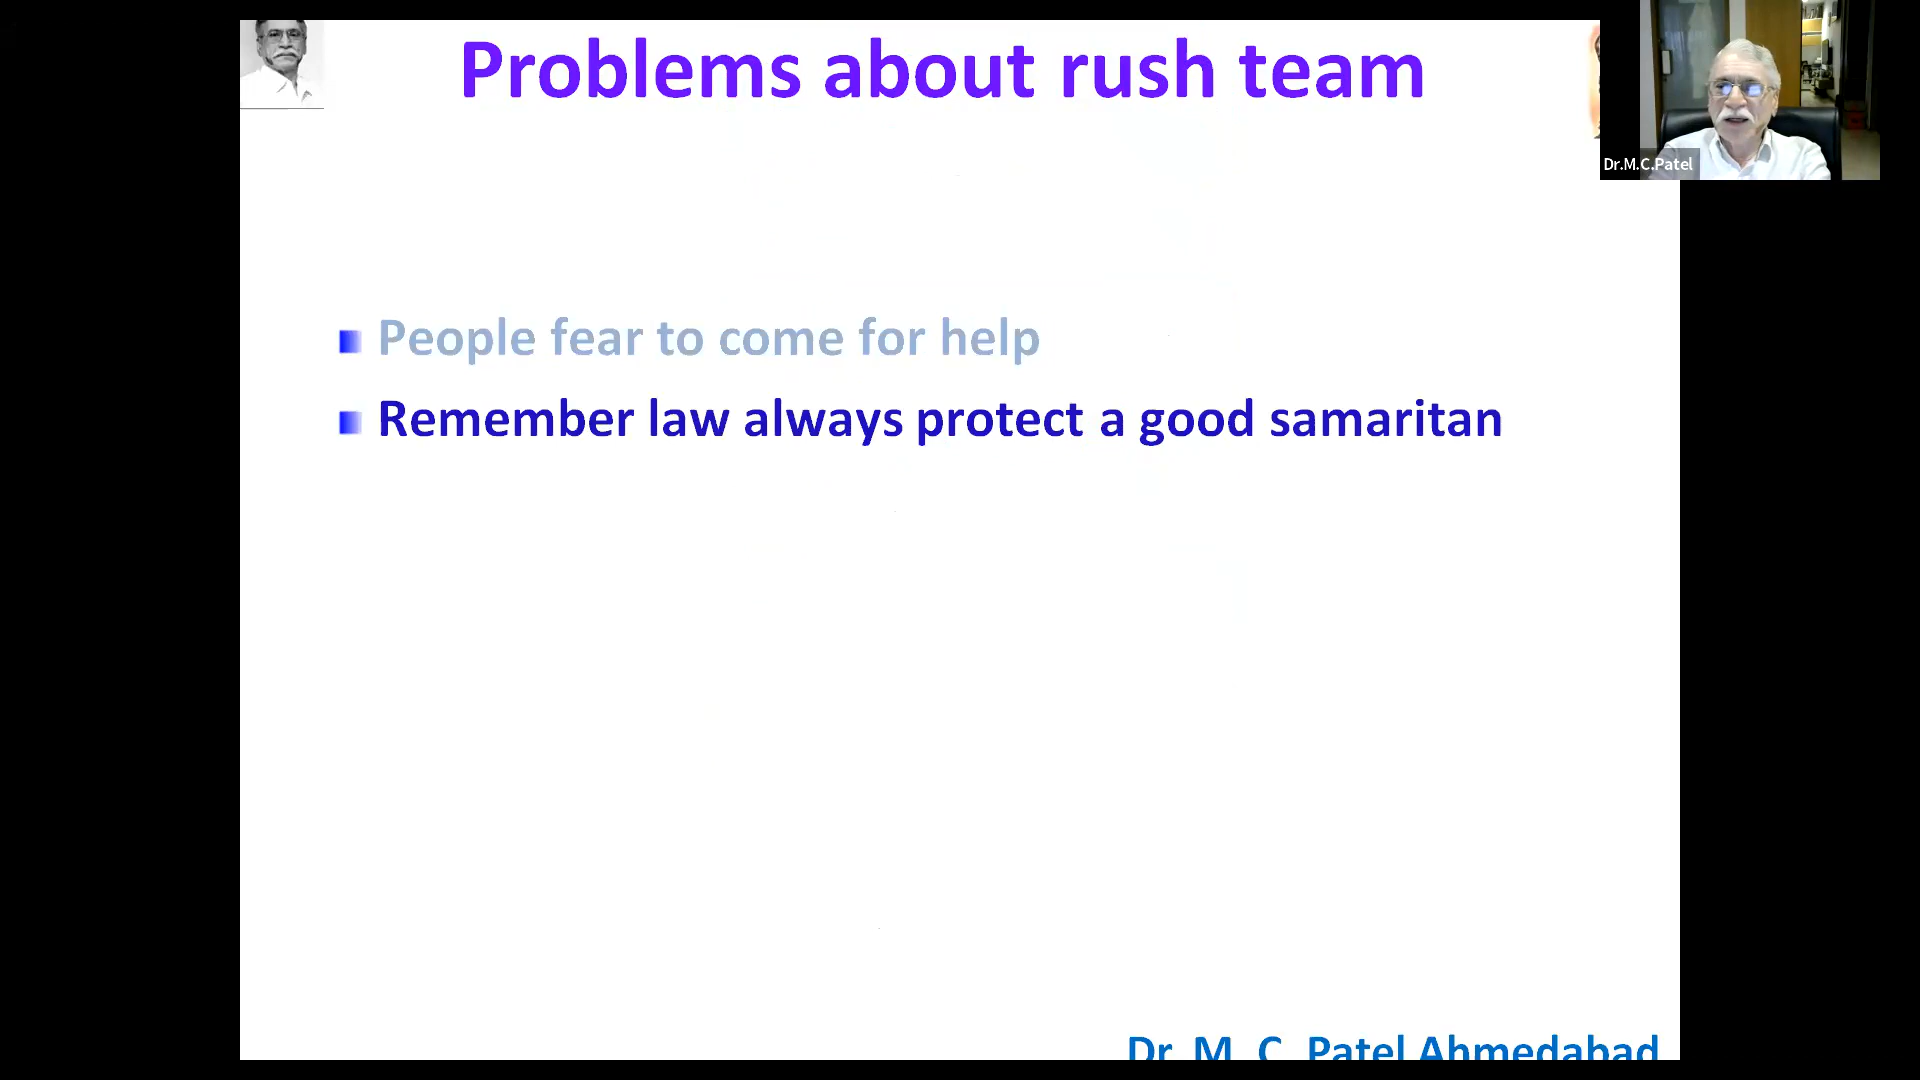 Problems about rush team
Dr.M.C.Patel
People fear to come for help
Remember law always protect a good samaritan
Dr. M. C. Patel Ahmedabad